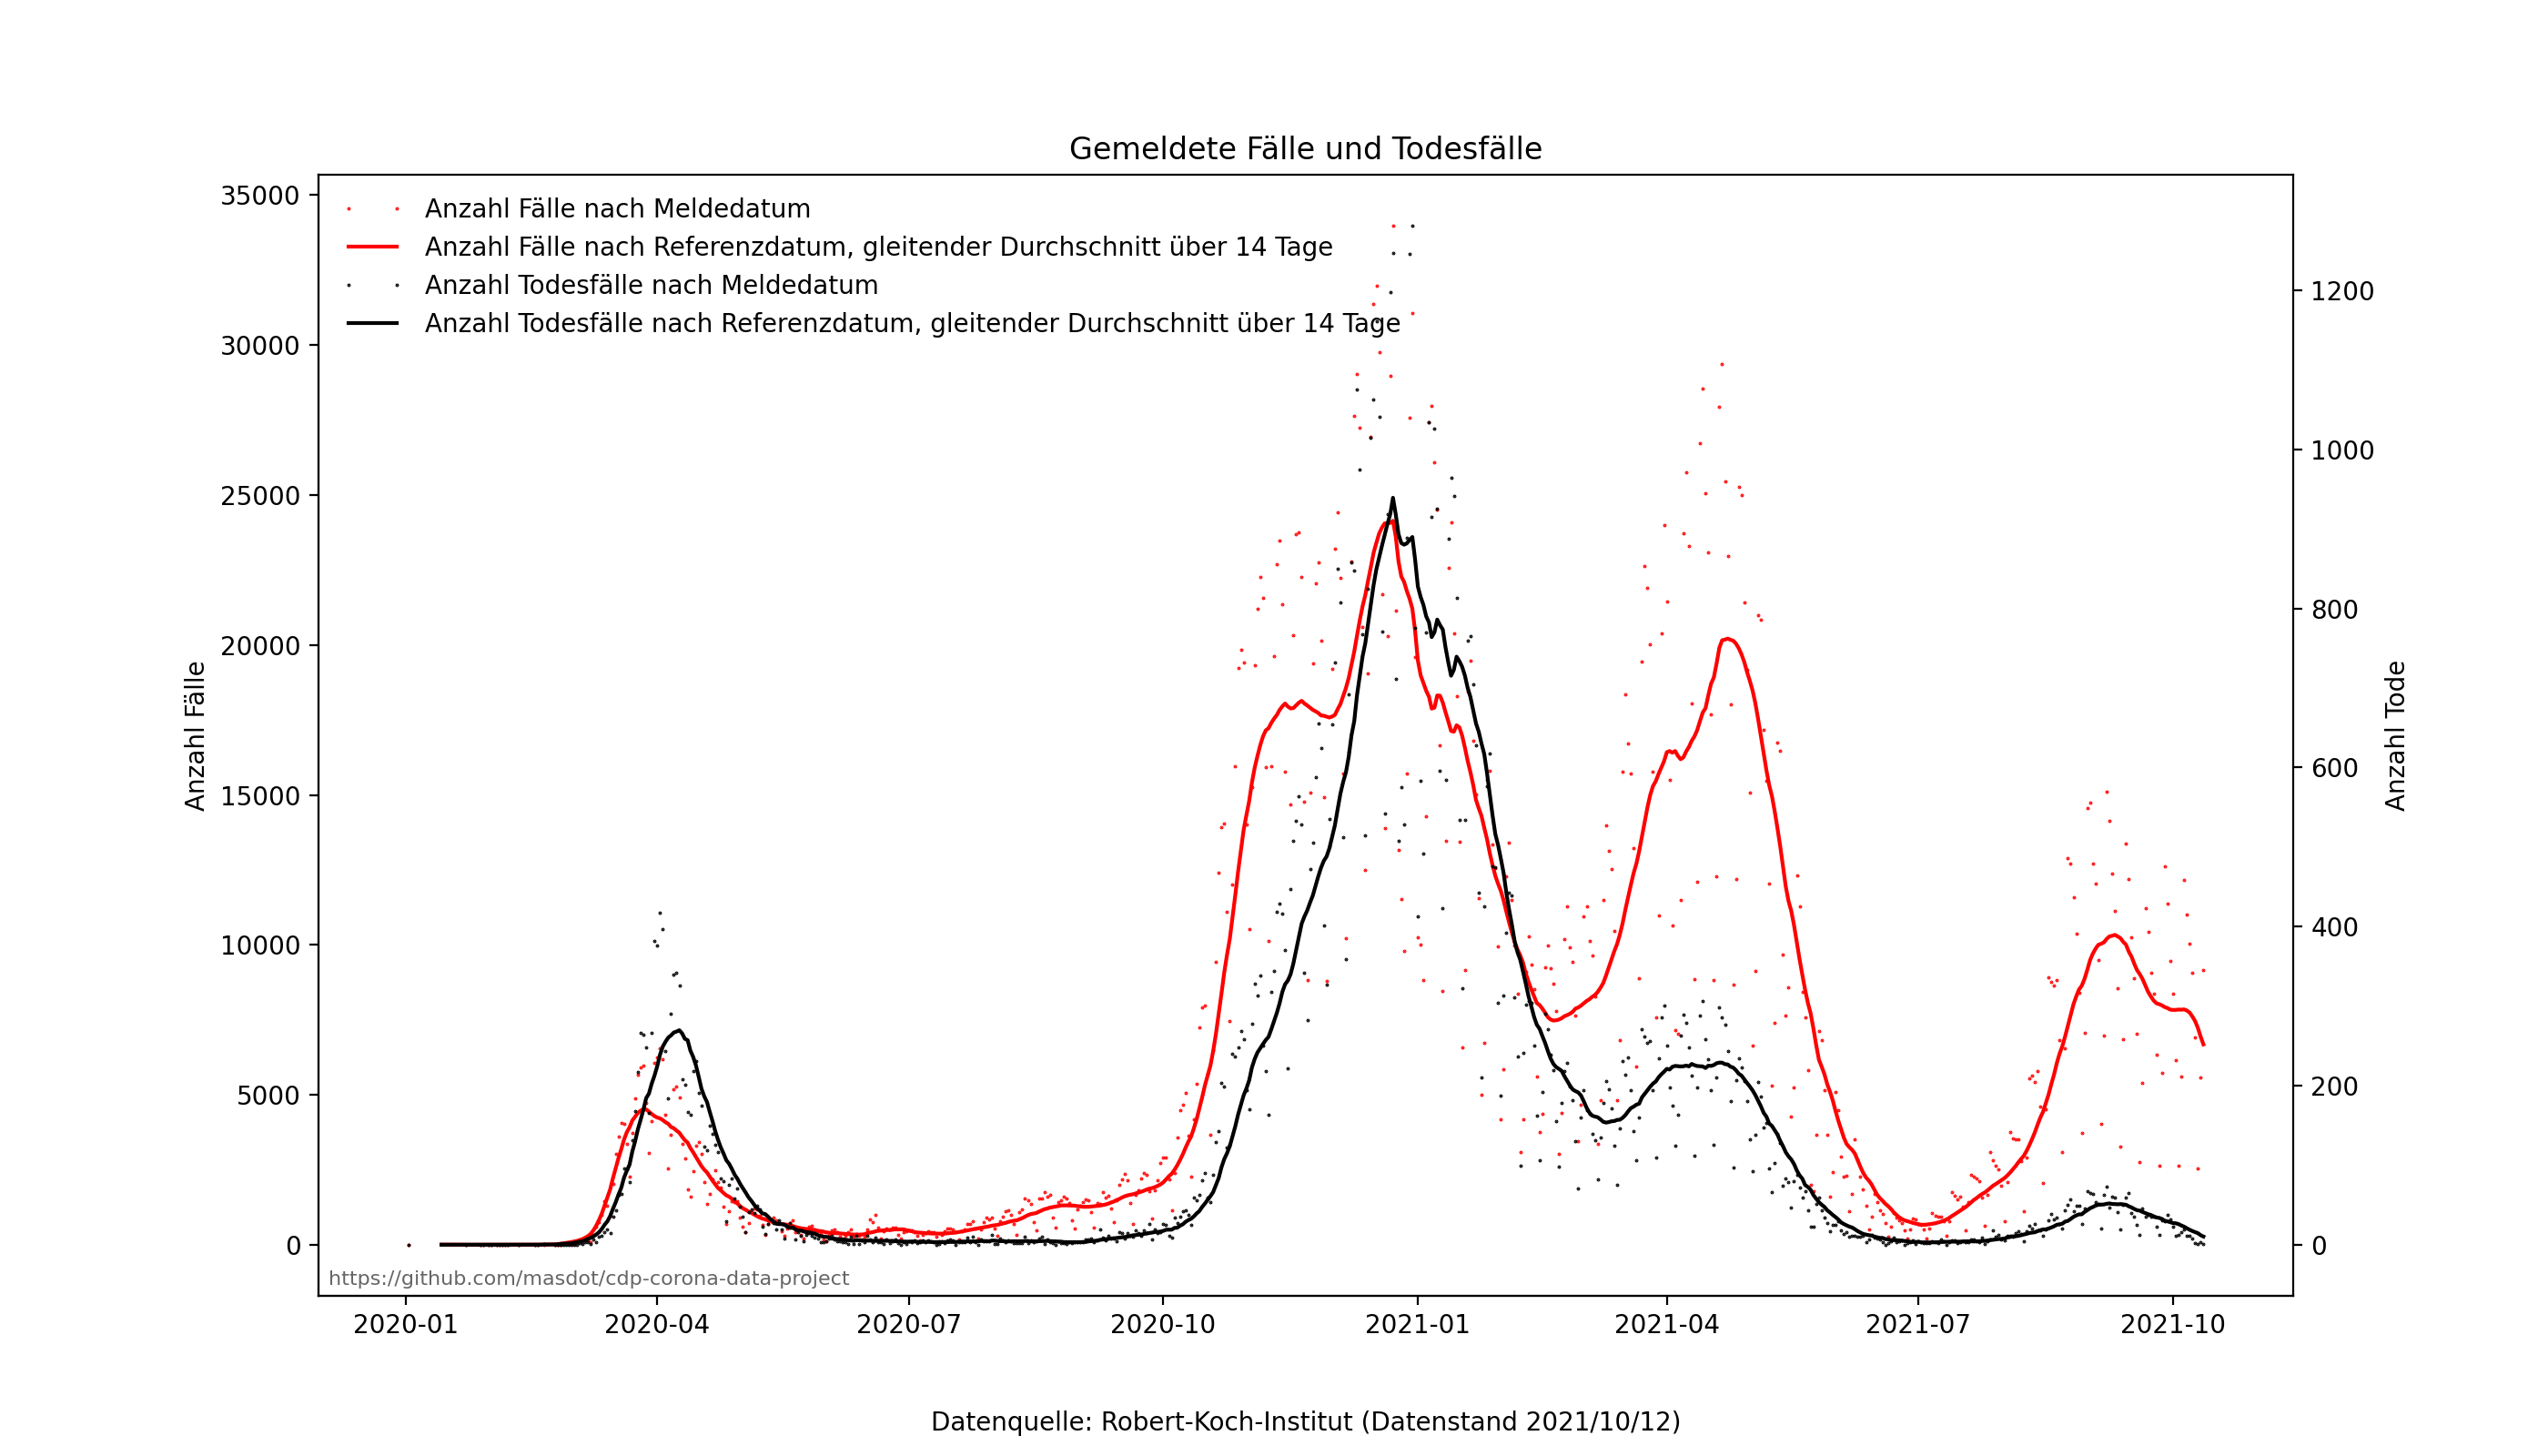 Gemeldete Fälle und Todesfälle
Anzahl Fälle nach Meldedatum
Anzahl Fälle nach Referenzdatum, gleitender Durchschnitt über 14 Tage
Anzahl Todesfälle nach Meldedatum
Anzahl Todesfälle nach Referenzdatum, gleitender Durchschnitt über 14 Tage
35000
30000
25000
20000
15000
10000
5000
0
Anzahl Fälle
1200
1000
800
600
400
200
0
Anzahl Tode
https://github.com/masdot/cdp-corona-data-project
2020-01 2020-04 2020-07 2020-10 2021-01 2021-04 2021-07 2021-10
Datenquelle: Robert-Koch-Institut (Datenstand 2021/10/12)